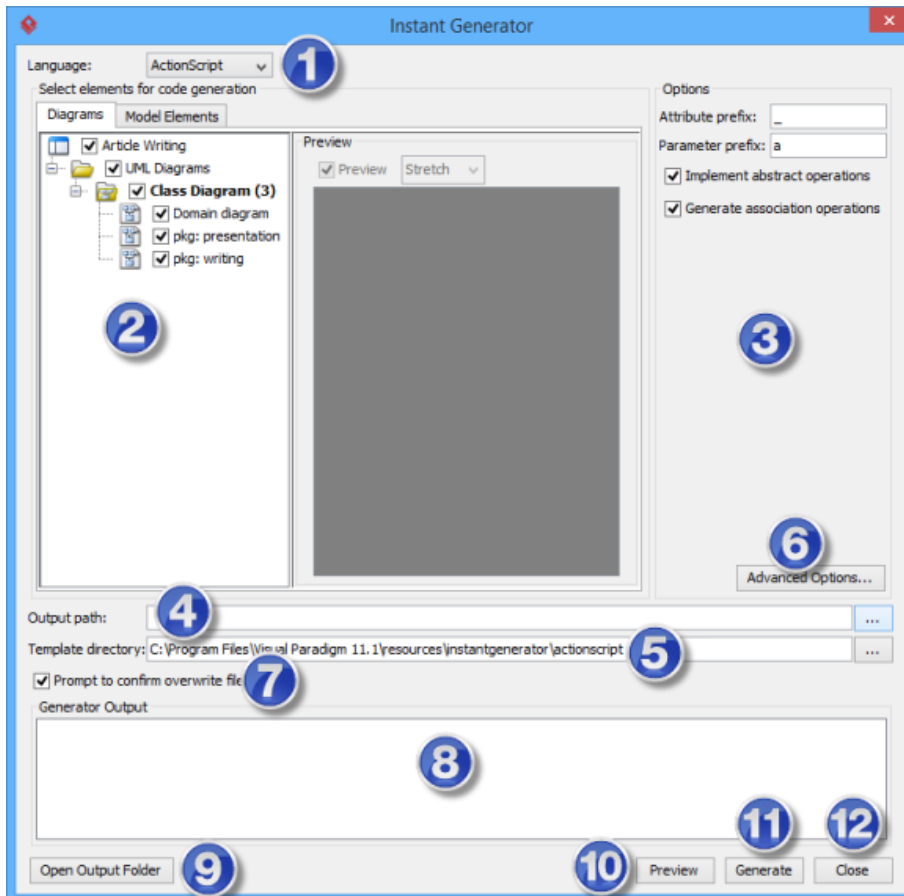 Instant Generator
Language: ActionScript
1
Select elements for code generation
Diagrams Model Elements
Article Writing
UML Diagrams
Class Diagram (3)
Domain diagram
pkg: presentation
pkg: writing
2
Preview
Preview Stretch
Options
Attribute prefix: _
Parameter prefix: a
Implement abstract operations
Generate association operations
3
6
Advanced Options...
Output path: ...
4
Template directory: C:\Program Files\Visual Paradigm 11.1\resources\instantgenerator\actionscript ...
5
Prompt to confirm overwrite file
7
Generator Output
8
Open Output Folder
9
10
Preview
11
Generate
12
Close